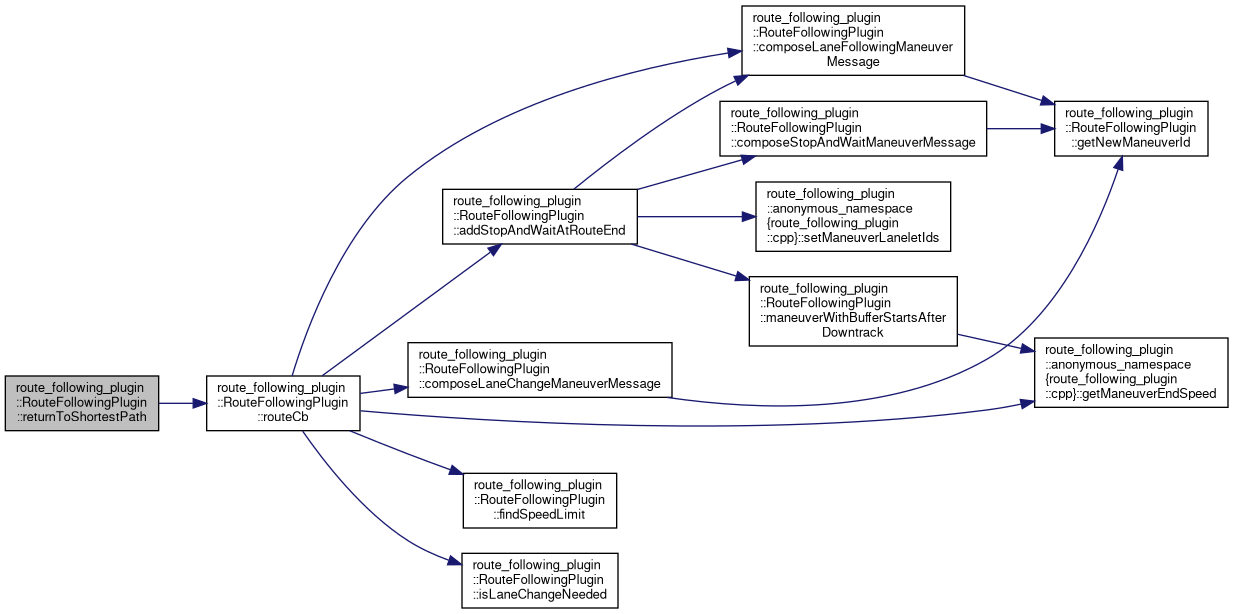 route_following_plugin
::RouteFollowingPlugin
::returnToShortestPath
route_following_plugin
::RouteFollowingPlugin
::routeCb
route_following_plugin
::RouteFollowingPlugin
::addStopAndWaitAtRouteEnd
route_following_plugin
::RouteFollowingPlugin
::composeLaneChangeManeuverMessage
route_following_plugin
::RouteFollowingPlugin
::findSpeedLimit
route_following_plugin
::RouteFollowingPlugin
::isLaneChangeNeeded
route_following_plugin
::RouteFollowingPlugin
::composeLaneFollowingManeuver
Message
route_following_plugin
::RouteFollowingPlugin
::composeStopAndWaitManeuverMessage
route_following_plugin
::anonymous_namespace
{route_following_plugin
::cpp}::setManeuverLaneletIds
route_following_plugin
::RouteFollowingPlugin
::maneuverWithBufferStartsAfter
Downtrack
route_following_plugin
::RouteFollowingPlugin
::getNewManeuverId
route_following_plugin
::anonymous_namespace
{route_following_plugin
::cpp}::getManeuverEndSpeed